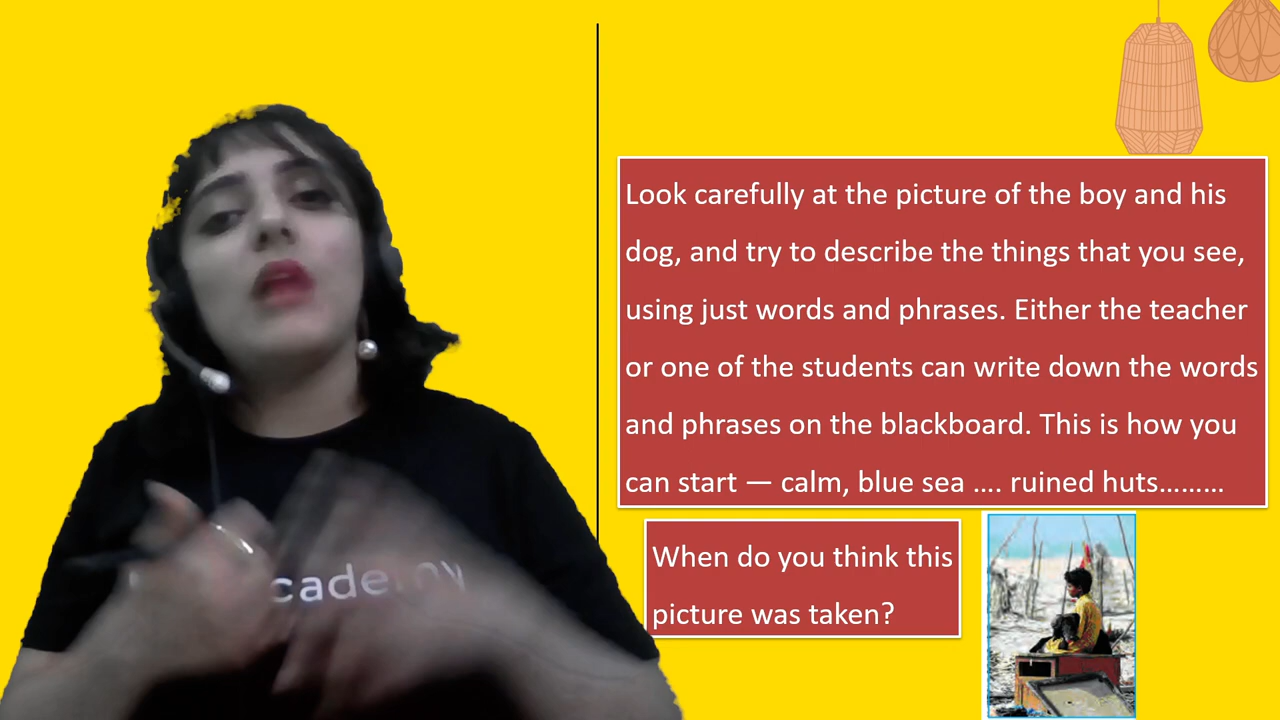 Look carefully at the picture of the boy and his
dog, and try to describe the things that you see,
using just words and phrases. Either the teacher
or one of the students can write down the words
and phrases on the blackboard. This is how you
can start — calm, blue sea .... ruined huts.........
When do you think this
picture was taken?